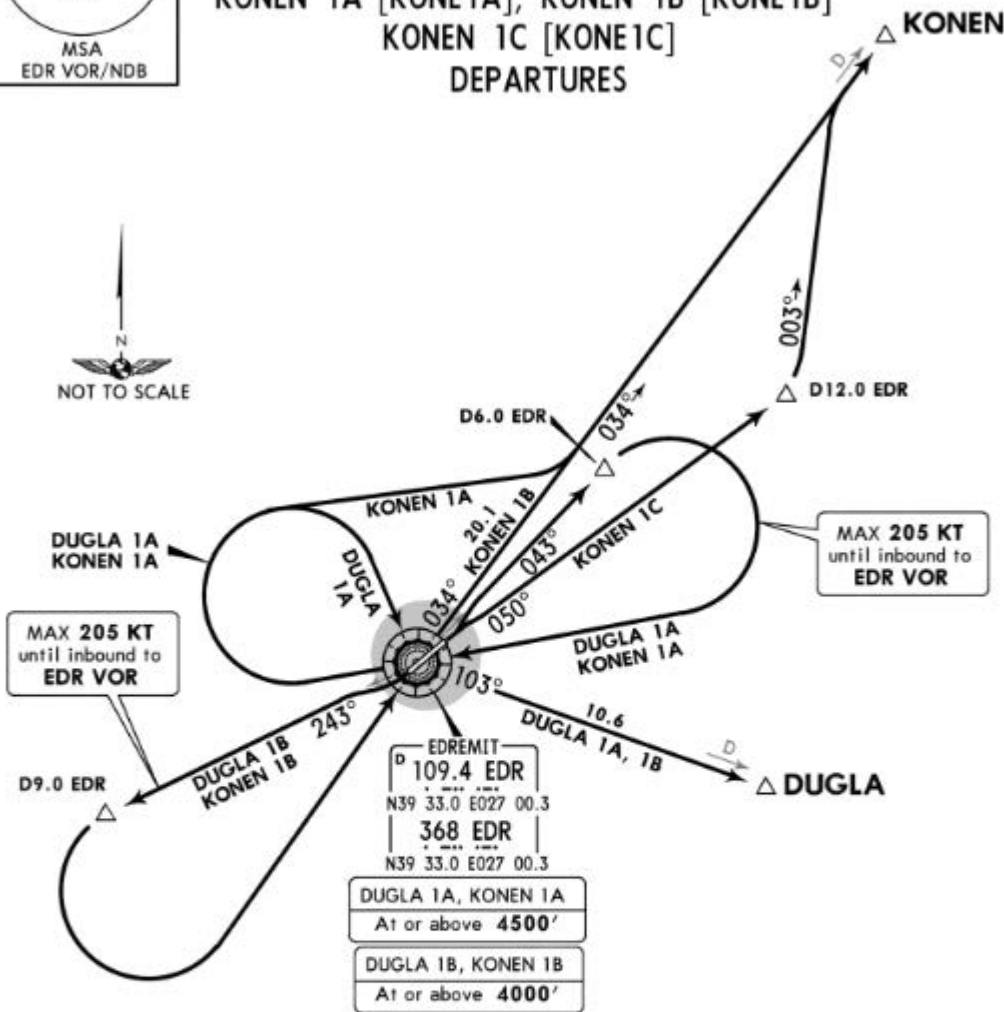 KONEN 1A [KONE1A], KONEN 1B [KONE1B]
KONEN 1C [KONE1C]
DEPARTURES
MSA
EDR VOR/NDB
KONEN
D
N
NOT TO SCALE
003°
D12.0 EDR
D6.0 EDR
034°
KONEN 1A
20.1
KONEN 1B
043°
KONEN 1C
DUGLA 1A
KONEN 1A
MAX 205 KT
until inbound to
EDR VOR
DUGLA
1A
034°
050°
MAX 205 KT
until inbound to
EDR VOR
DUGLA 1A
KONEN 1A
103°
10.6
DUGLA 1A, 1B
D
DUGLA
243°
DUGLA 1B
KONEN 1B
D9.0 EDR
EDREMIT
D 109.4 EDR
N39 33.0 E027 00.3
368 EDR
N39 33.0 E027 00.3
DUGLA 1A, KONEN 1A
At or above 4500'
DUGLA 1B, KONEN 1B
At or above 4000'